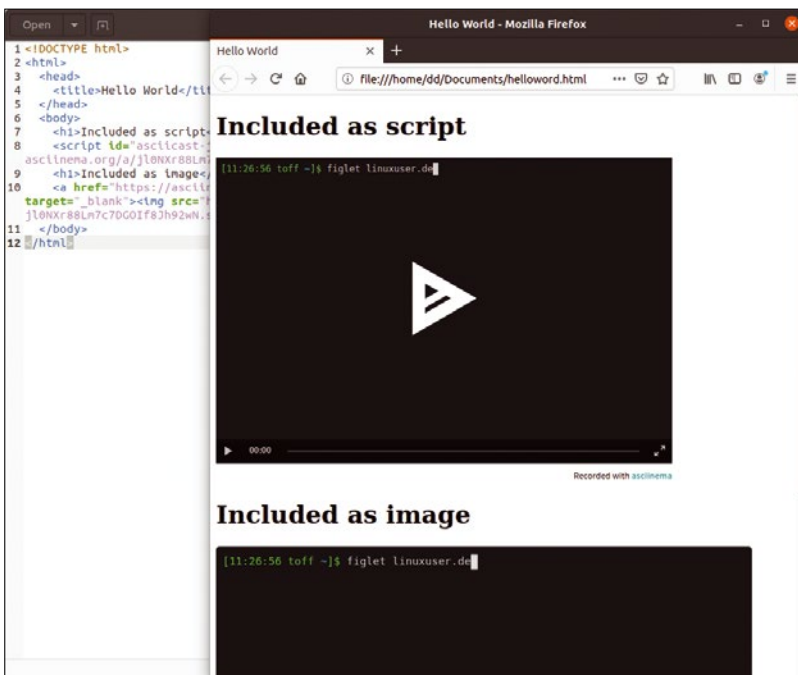 Open
1 <!DOCTYPE html>
2 <html>
3 <head>
4 <title>Hello World</tit
5 </head>
6 <body>
7 <h1>Included as script<
8 <script id="asciicast-j
asciinema.org/a/jl0NXr88Lm7
9 <h1>Included as image</
10 <a href="https://asciin
target="_blank"><img src="h
jl0NXr88Lm7c7DGOIf8Jh92wN.s
11 </body>
12 </html>
Hello World - Mozilla Firefox
Hello World
file:///home/dd/Documents/helloword.html
Included as script
[11:26:56 toff ~]$ figlet linuxuser.de
00:00
Recorded with asciinema
Included as image
[11:26:56 toff ~]$ figlet linuxuser.de